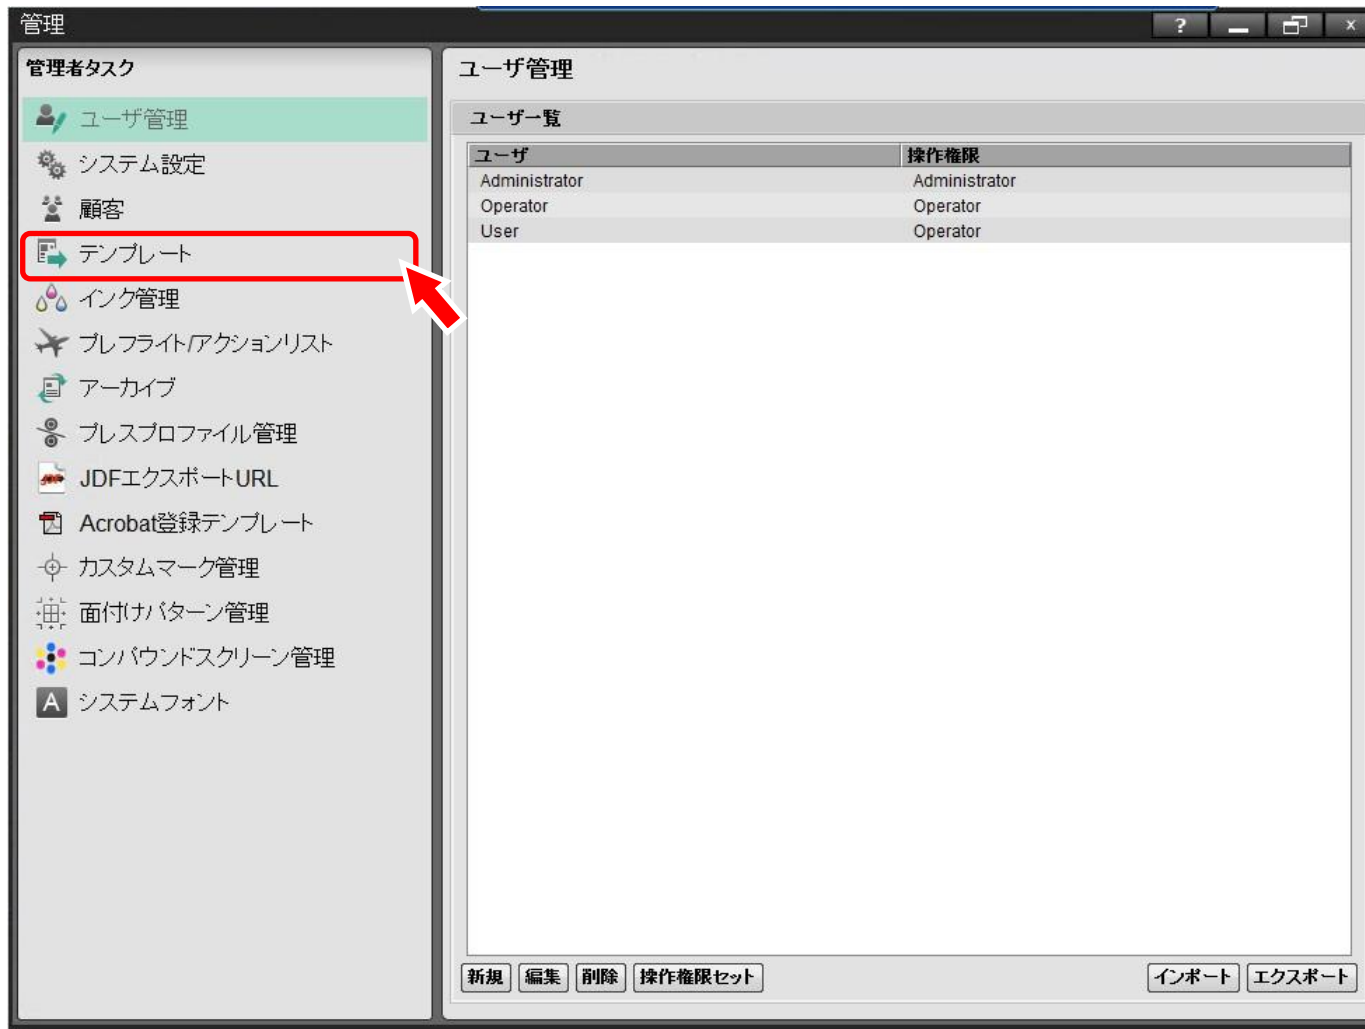 管理
? x
管理者タスク
ユーザ管理
システム設定
顧客
テンプレート
インク管理
プレフライト/アクションリスト
アーカイブ
プレスプロファイル管理
JDFエクスポートURL
Acrobat登録テンプレート
カスタムマーク管理
面付けパターン管理
コンパウンドスクリーン管理
A システムフォント
ユーザ管理
ユーザ一覧
ユーザ 操作権限
Administrator Administrator
Operator Operator
User Operator
新規 編集 削除 操作権限セット インポート エクスポート